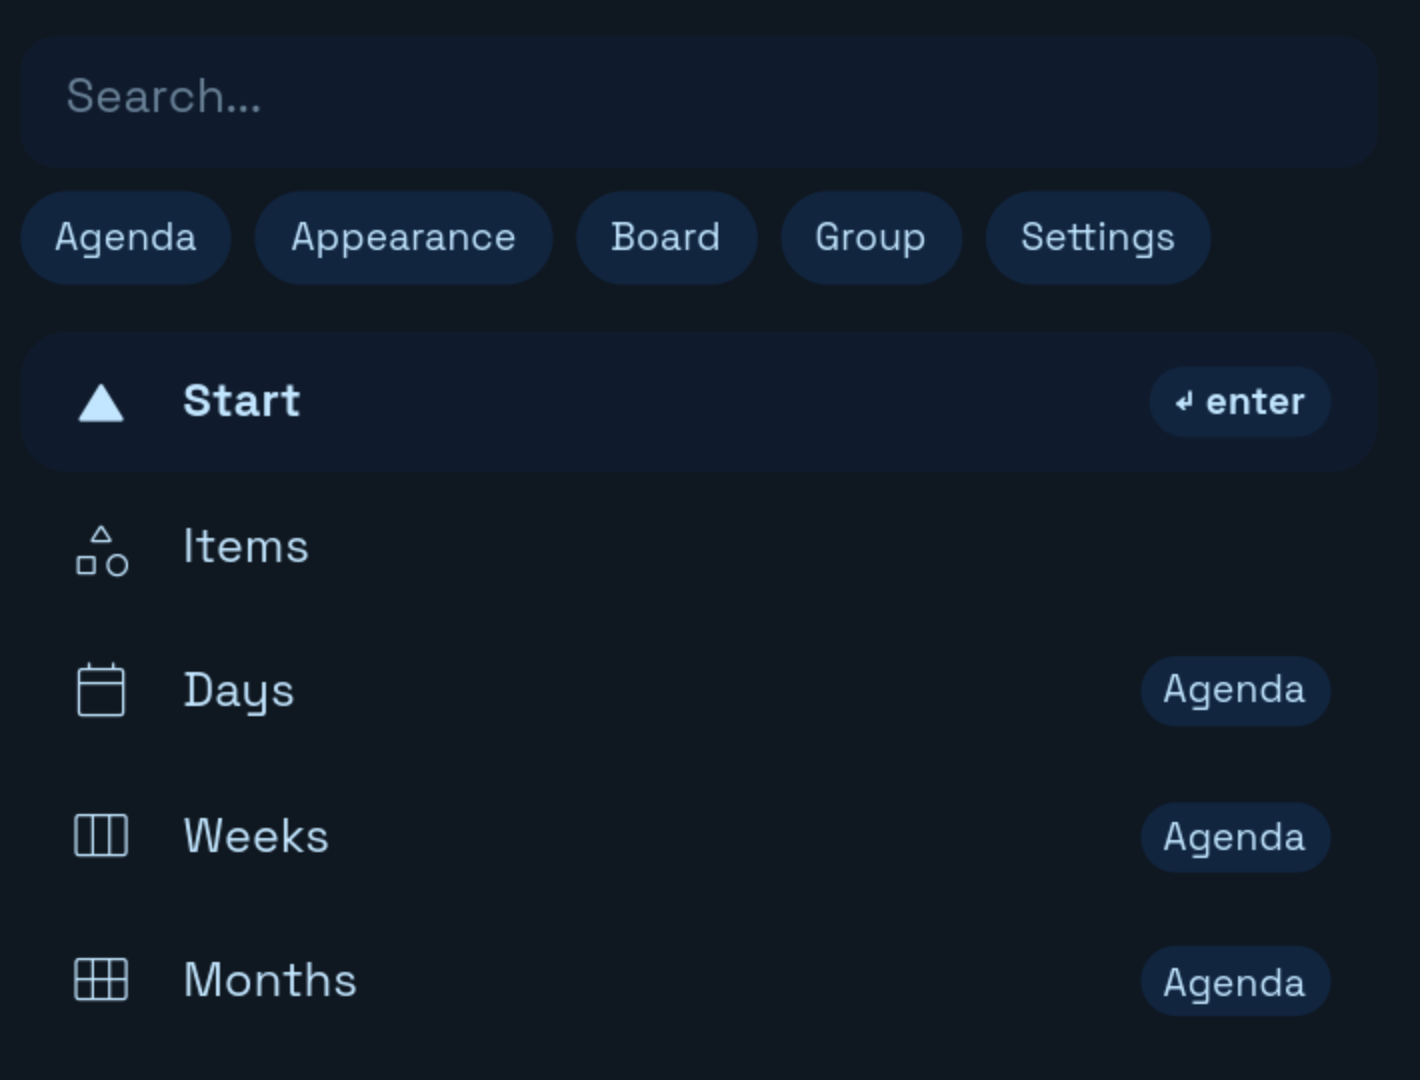 Search...
Agenda Appearance Board Group Settings
Start ↲ enter
Items
Days Agenda
Weeks Agenda
Months Agenda